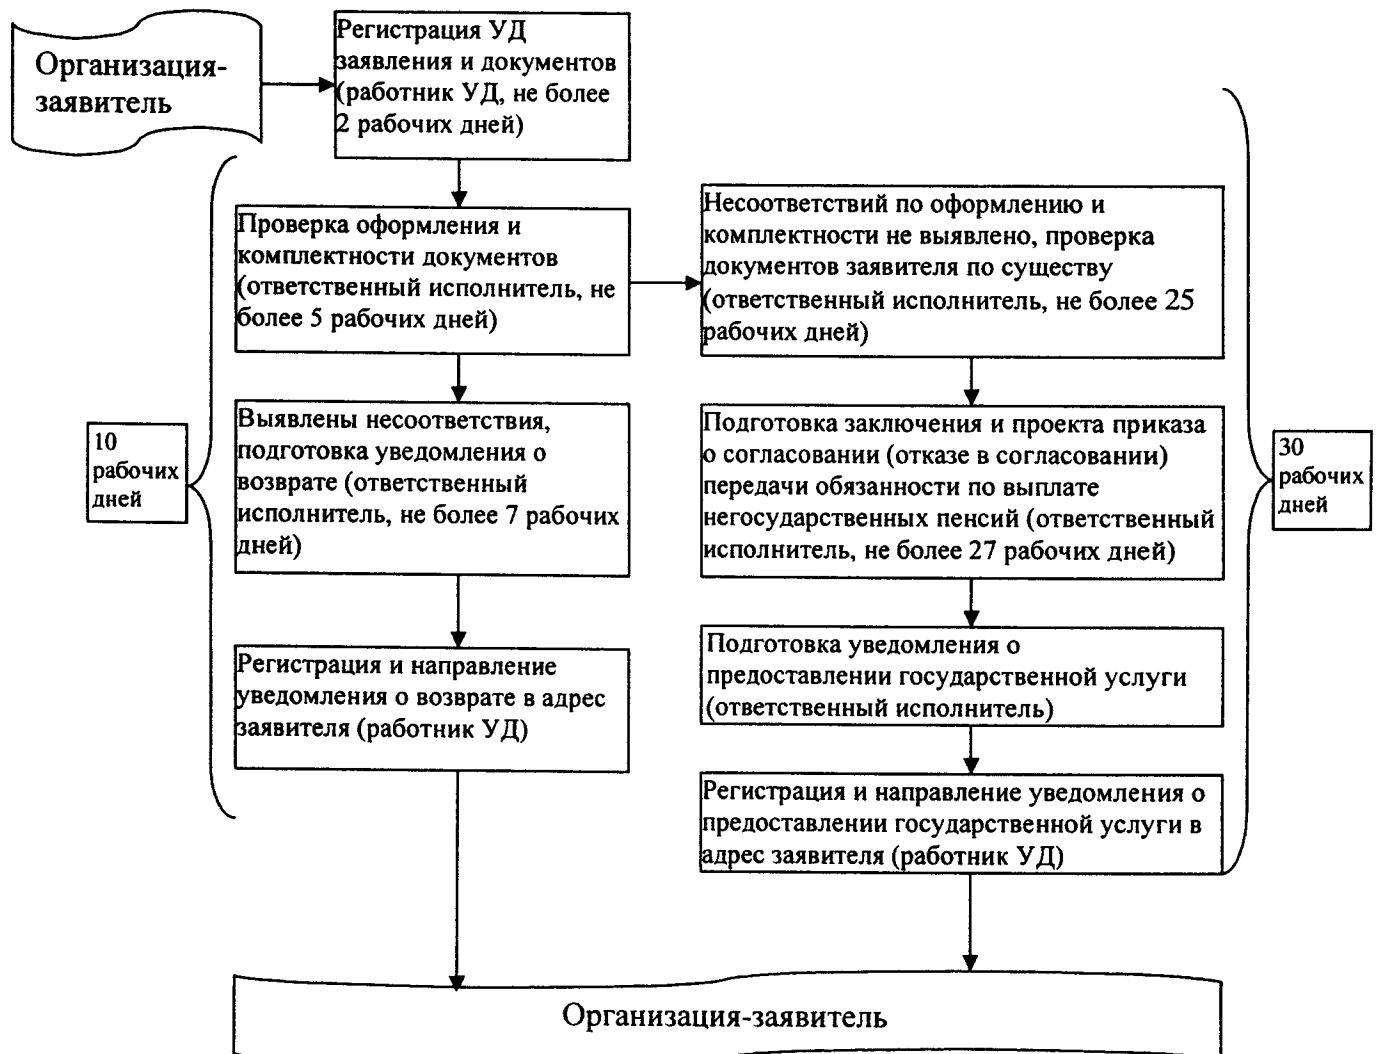 Организация-
заявитель
Регистрация УД
заявления и документов
(работник УД, не более
2 рабочих дней)
Проверка оформления и
комплектности документов
(ответственный исполнитель, не
более 5 рабочих дней)
Несоответствий по оформлению и
комплектности не выявлено, проверка
документов заявителя по существу
(ответственный исполнитель, не более 25
рабочих дней)
10
рабочих
дней
Выявлены несоответствия,
подготовка уведомления о
возврате (ответственный
исполнитель, не более 7 рабочих
дней)
Подготовка заключения и проекта приказа
о согласовании (отказе в согласовании)
передачи обязанности по выплате
негосударственных пенсий (ответственный
исполнитель, не более 27 рабочих дней)
30
рабочих
дней
Регистрация и направление
уведомления о возврате в адрес
заявителя (работник УД)
Подготовка уведомления о
предоставлении государственной услуги
(ответственный исполнитель)
Регистрация и направление уведомления о
предоставлении государственной услуги в
адрес заявителя (работник УД)
Организация-заявитель